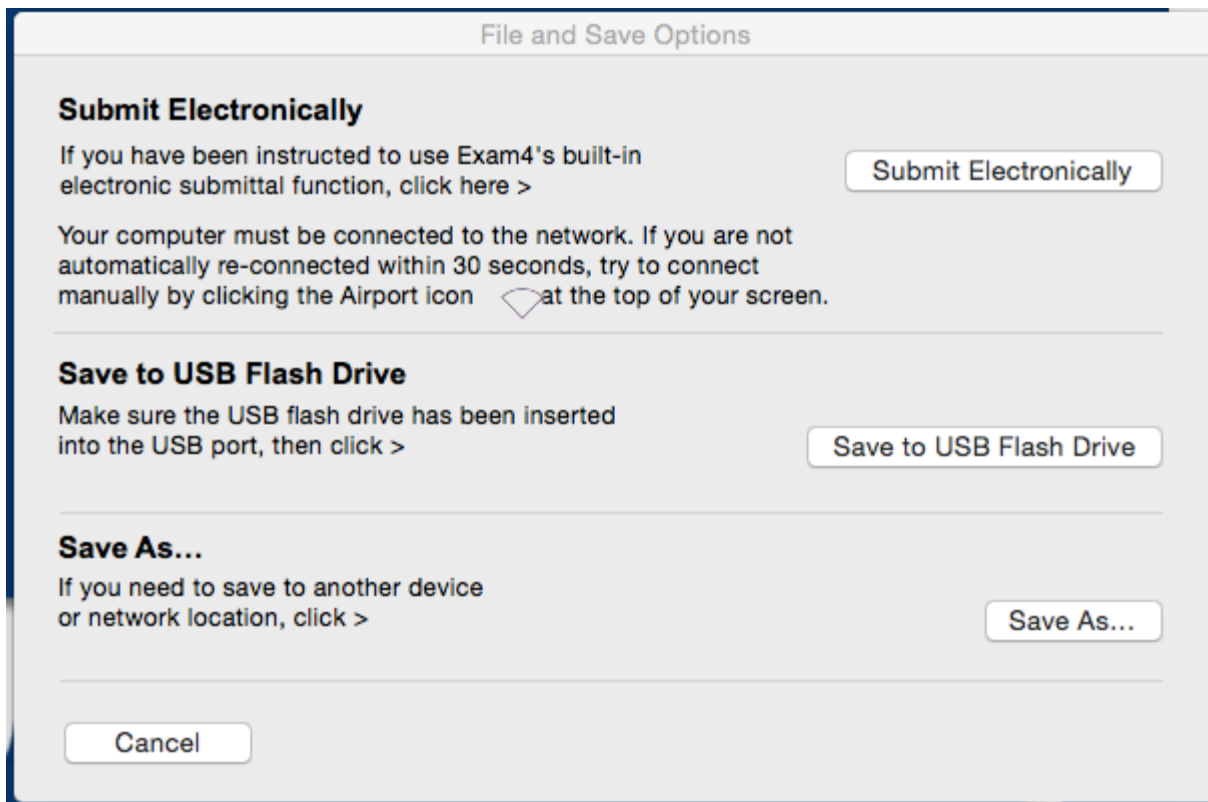 File and Save Options
Submit Electronically
If you have been instructed to use Exam4's built-in
electronic submittal function, click here >
Submit Electronically
Your computer must be connected to the network. If you are not
automatically re-connected within 30 seconds, try to connect
manually by clicking the Airport icon at the top of your screen.
Save to USB Flash Drive
Make sure the USB flash drive has been inserted
into the USB port, then click >
Save to USB Flash Drive
Save As...
If you need to save to another device
or network location, click >
Save As...
Cancel